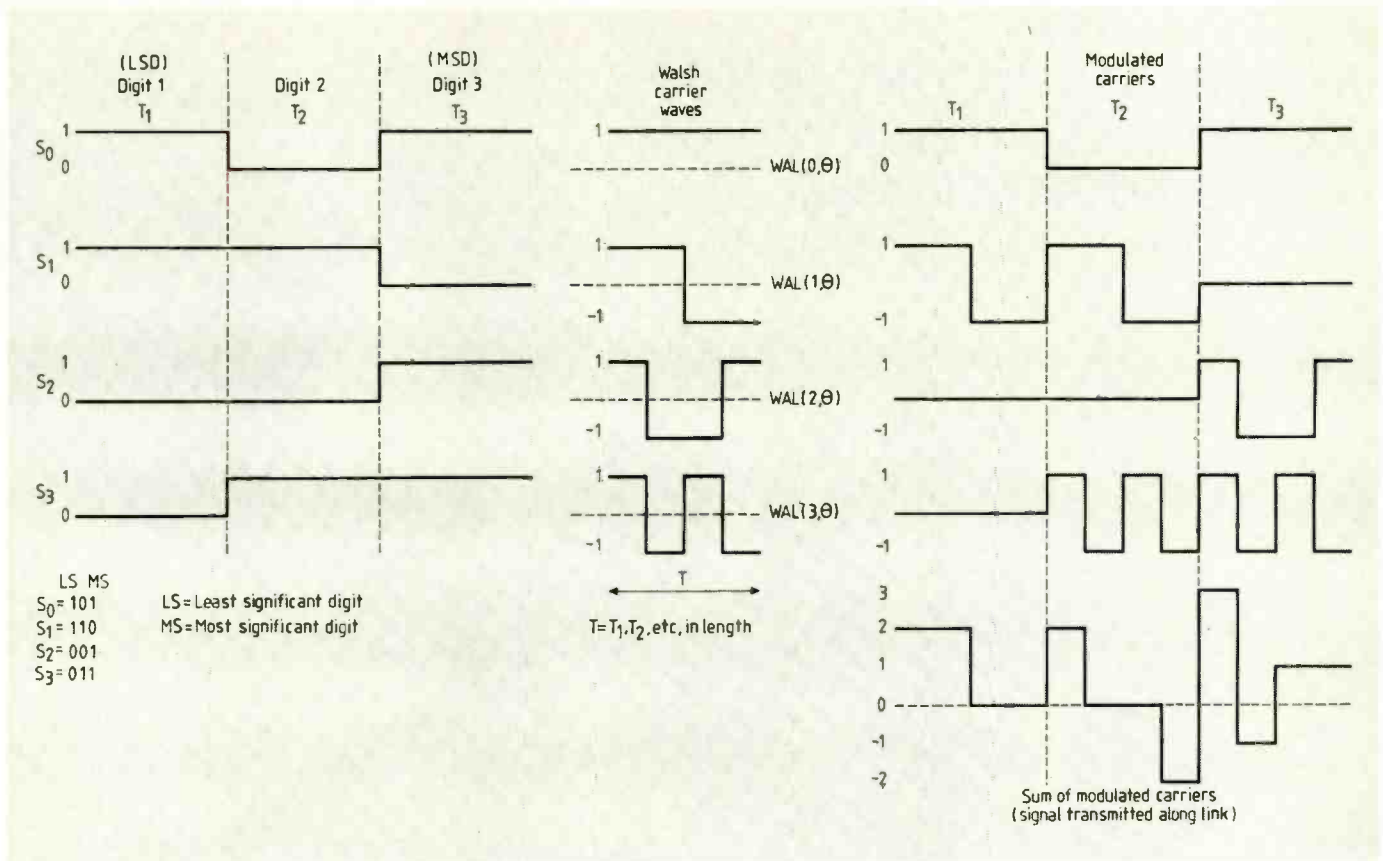 (LSD)
Digit 1
T1
Digit 2
T2
(MSD)
Digit 3
T3
S0
1
0
S1
1
0
S2
1
0
S3
1
0
LS MS
S0= 101
S1= 110
S2= 001
S3= 011
LS=Least significant digit
MS=Most significant digit
Walsh
carrier
waves
1
WAL(0,θ)
1
-1
WAL(1,θ)
1
-1
WAL(2,θ)
1
-1
WAL(3,θ)
T
T=T1,T2, etc, in length
Modulated
carriers
T1
T2
T3
1
0
1
-1
1
-1
1
-1
3
2
1
0
-1
-2
Sum of modulated carriers
(signal transmitted along link)